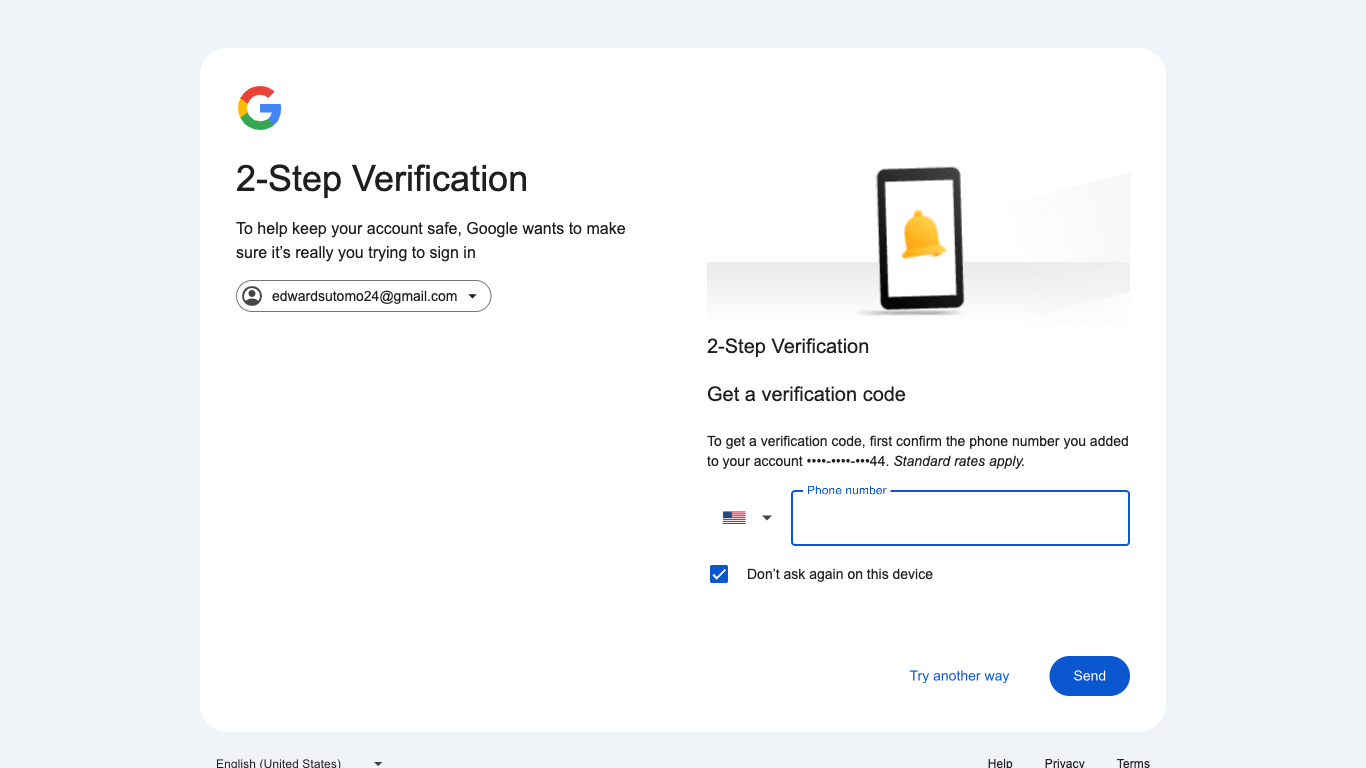 2-Step Verification
To help keep your account safe, Google wants to make
sure it’s really you trying to sign in
edwardsutomo24@gmail.com
2-Step Verification
Get a verification code
To get a verification code, first confirm the phone number you added
to your account ••••-••••-•••44. Standard rates apply.
Phone number
Don’t ask again on this device
Try another way
Send
English (United States)
Help
Privacy
Terms